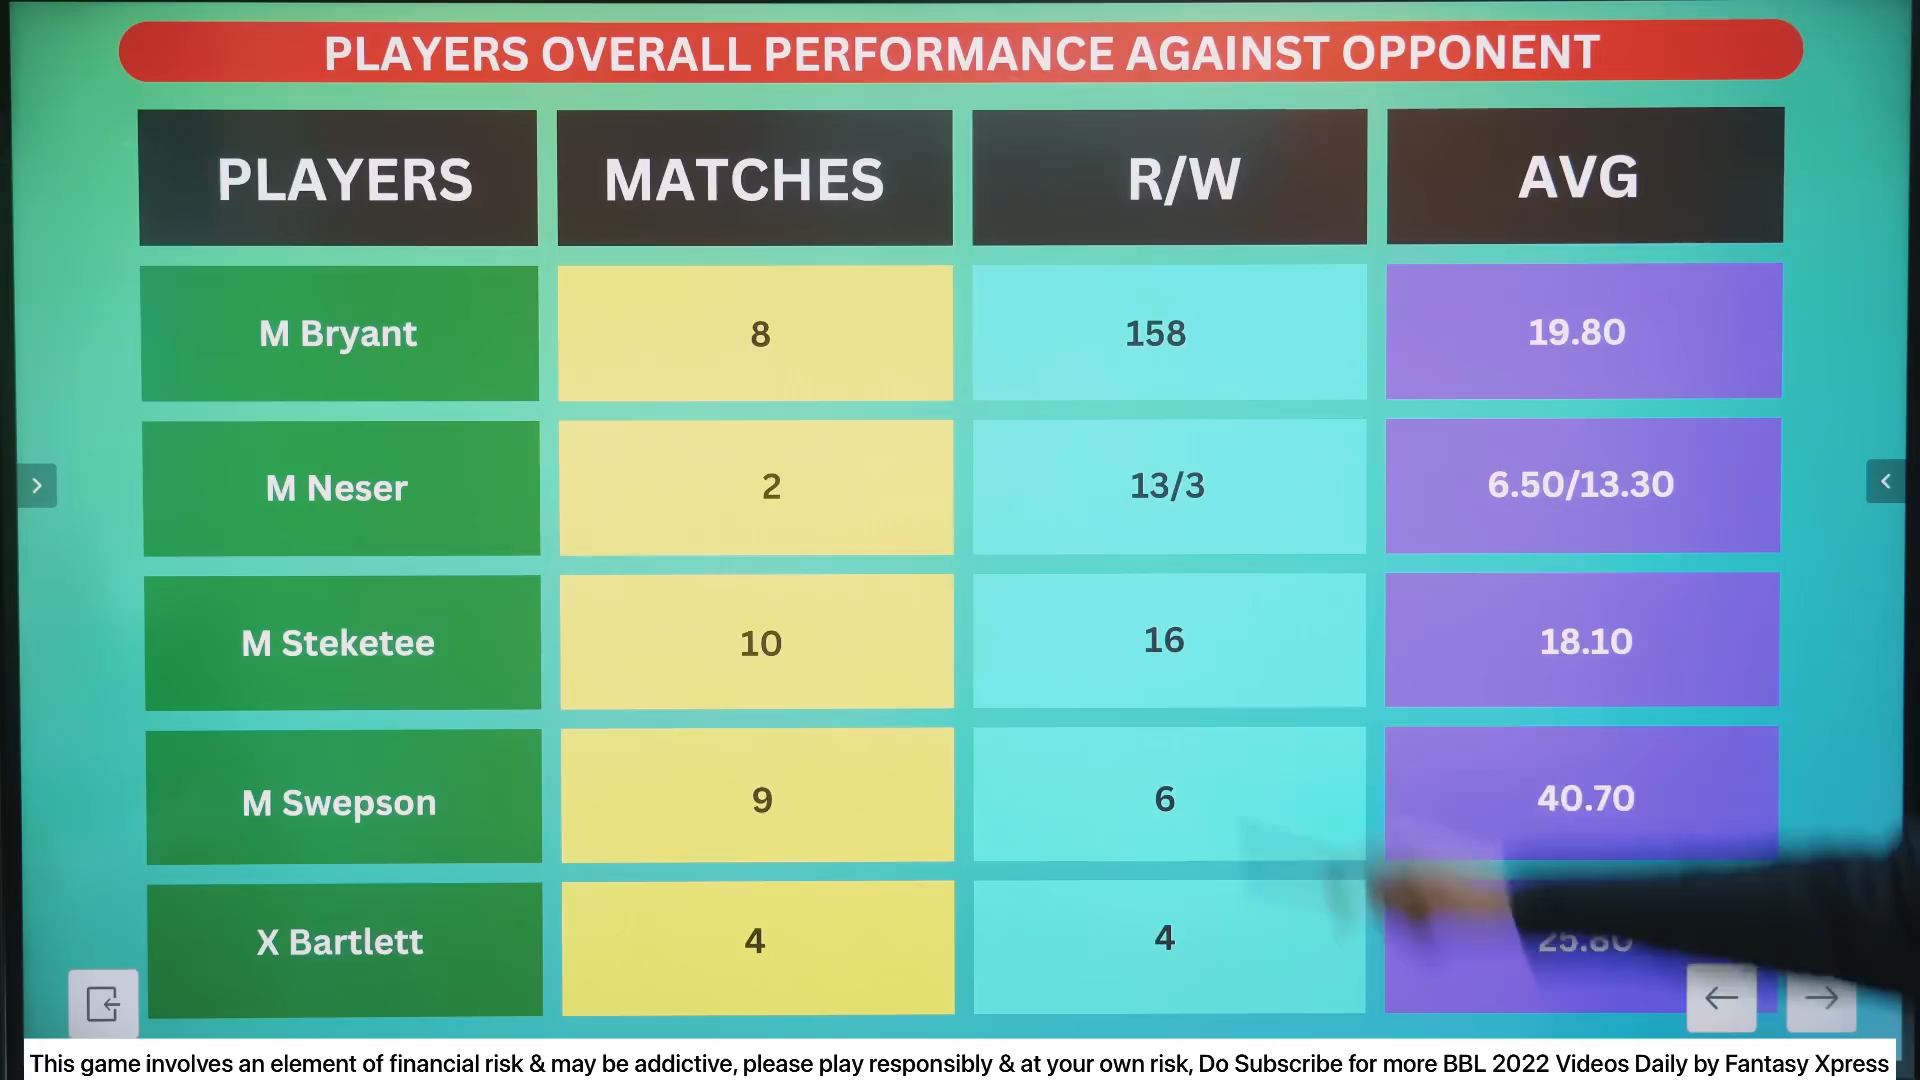 PLAYERS OVERALL PERFORMANCE AGAINST OPPONENT
PLAYERS MATCHES R/W AVG
M Bryant 8 158 19.80
M Neser 2 13/3 6.50/13.30
M Steketee 10 16 18.10
M Swepson 9 6 40.70
X Bartlett 4 4 25.80
This game involves an element of financial risk & may be addictive, please play responsibly & at your own risk, Do Subscribe for more BBL 2022 Videos Daily by Fantasy Xpress